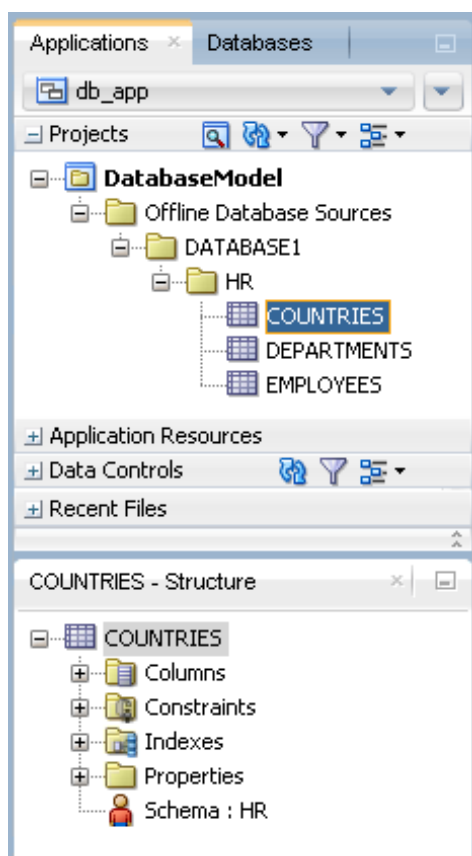 Applications Databases
db_app
Projects
DatabaseModel
Offline Database Sources
DATABASE1
HR
COUNTRIES
DEPARTMENTS
EMPLOYEES
Application Resources
Data Controls
Recent Files
COUNTRIES - Structure
COUNTRIES
Columns
Constraints
Indexes
Properties
Schema : HR